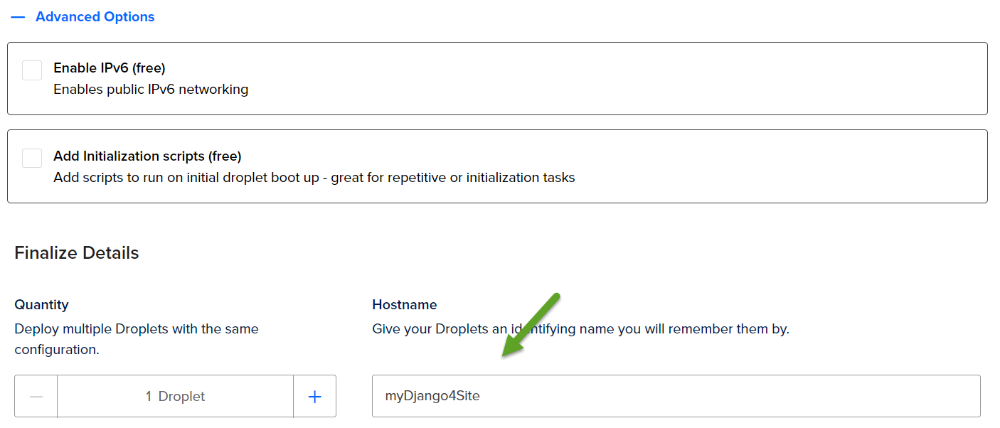 Advanced Options
Enable IPv6 (free)
Enables public IPv6 networking
Add Initialization scripts (free)
Add scripts to run on initial droplet boot up - great for repetitive or initialization tasks
Finalize Details
Quantity
Deploy multiple Droplets with the same
configuration.
1 Droplet
Hostname
Give your Droplets an identifying name you will remember them by.
myDjango4Site